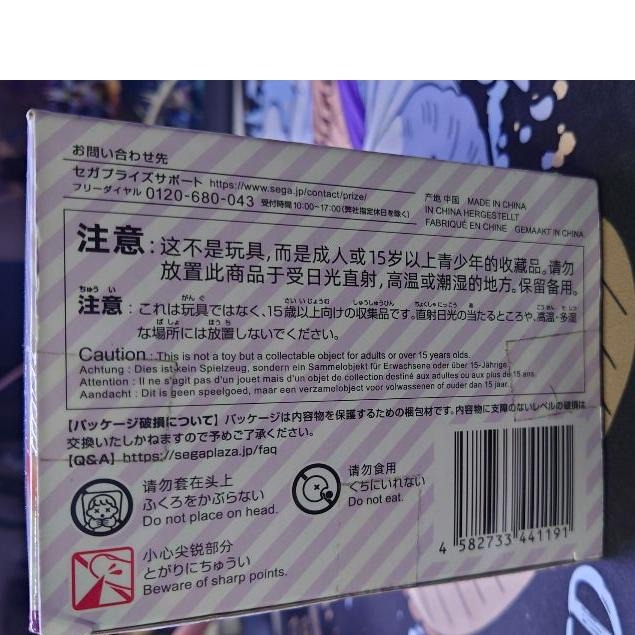 お問い合わせ先
セガプライズサポート https://www.sega.jp/contact/prize/
フリーダイヤル 0120-680-043 受付時間10:00~17:00(弊社指定休日を除く)
产地 中国 MADE IN CHINA
IN CHINA HERGESTELLT
FABRIQUÉ EN CHINE GEMAAKT IN CHINA
注意:这不是玩具,而是成人或15岁以上青少年的收藏品。请勿
放置此商品于受日光直射,高温或潮湿的地方。保留备用。
注意:これは玩具ではなく、15歳以上向けの収集品です。直射日光の当たるところや、高温・多湿
な場所には放置しないでください。
Caution : This is not a toy but a collectable object for adults or over 15 years olds.
Achtung : Dies ist kein Spielzeug, sondern ein Sammelobjekt für Erwachsene oder über 15-Jährige.
Attention : Il ne s'agit pas d'un jouet mais d'un objet de collection destiné aux adultes ou aux plus de 15 ans.
Aandacht : Dit is geen speelgoed, maar een verzamelobject voor volwassenen of ouder dan 15 jaar.
【パッケージ破損について】パッケージは内容物を保護するための梱包材です。内容物に支障のないレベルの破損は
交換いたしかねますので予めご了承ください。
【Q&A】https://segaplaza.jp/faq
请勿套在头上
ふくろをかぶらない
Do not place on head.
请勿食用
くちにいれない
Do not eat.
小心尖锐部分
とがりにちゅうい
Beware of sharp points.
4 582733 441191